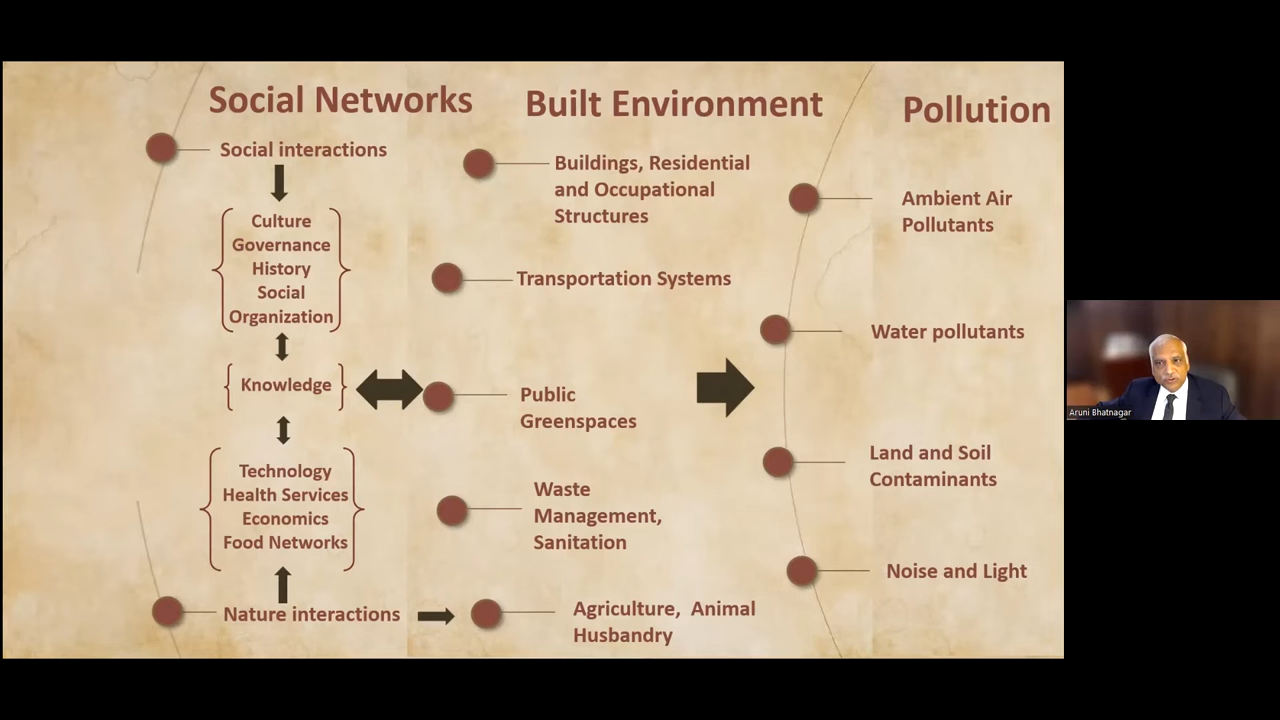 Social Networks
Social interactions
Culture
Governance
History
Social
Organization
Knowledge
Technology
Health Services
Economics
Food Networks
Nature interactions
Built Environment
Buildings, Residential
and Occupational
Structures
Transportation Systems
Public
Greenspaces
Waste
Management,
Sanitation
Agriculture, Animal
Husbandry
Pollution
Ambient Air
Pollutants
Water pollutants
Land and Soil
Contaminants
Noise and Light
Aruni Bhatnagar